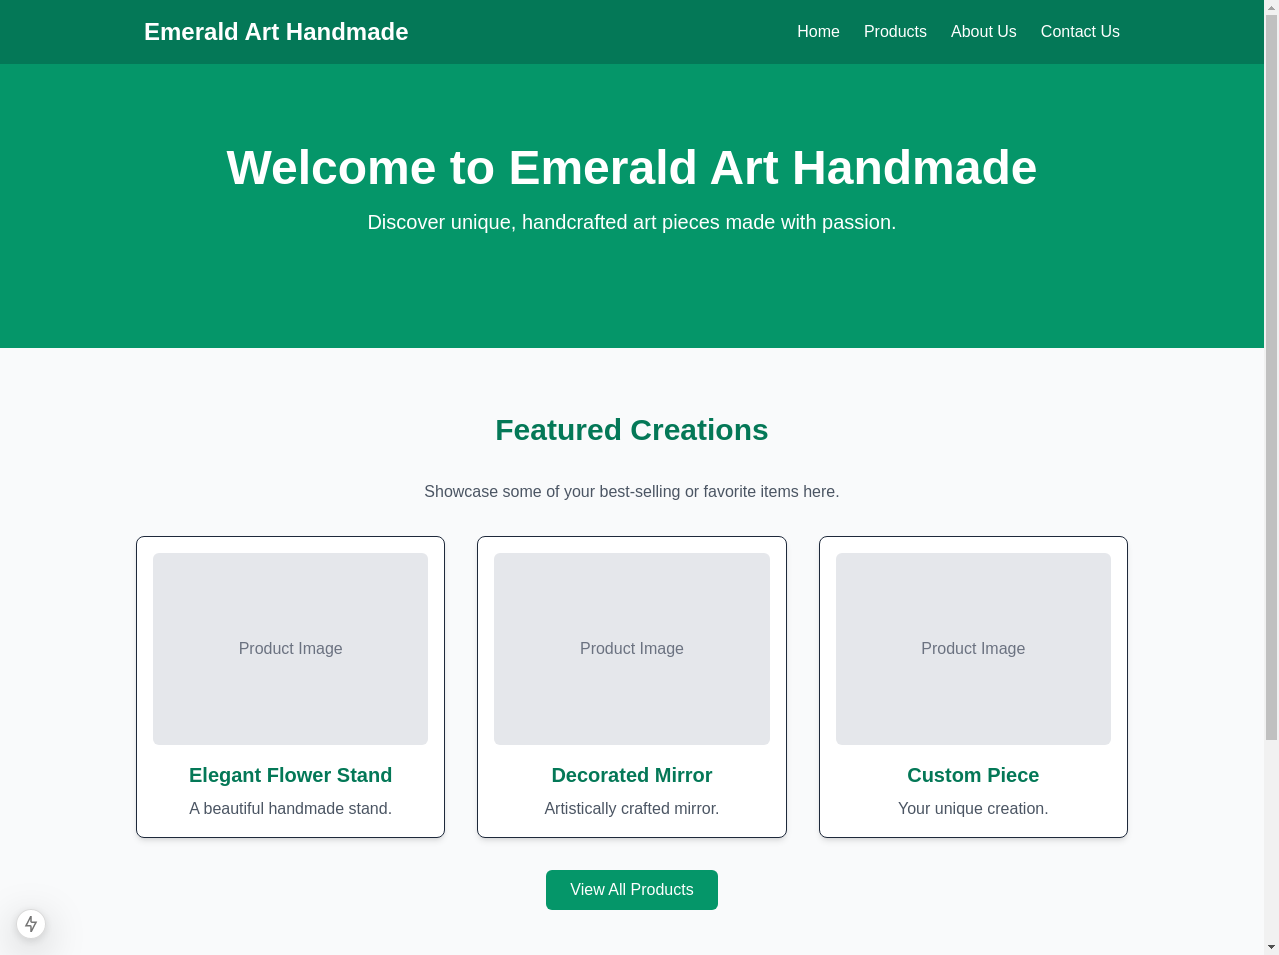 Emerald Art Handmade
Home Products About Us Contact Us
Welcome to Emerald Art Handmade
Discover unique, handcrafted art pieces made with passion.
Featured Creations
Showcase some of your best-selling or favorite items here.
Product Image
Elegant Flower Stand
A beautiful handmade stand.
Product Image
Decorated Mirror
Artistically crafted mirror.
Product Image
Custom Piece
Your unique creation.
View All Products